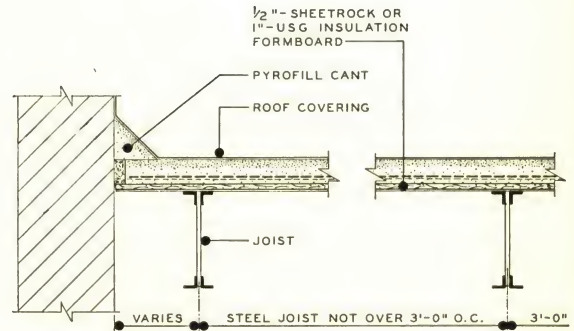 1/2"-SHEETROCK OR
1"-USG INSULATION
FORMBOARD
PYROFILL CANT
ROOF COVERING
JOIST
VARIES
STEEL JOIST NOT OVER 3'-0" O.C.
3'-0"